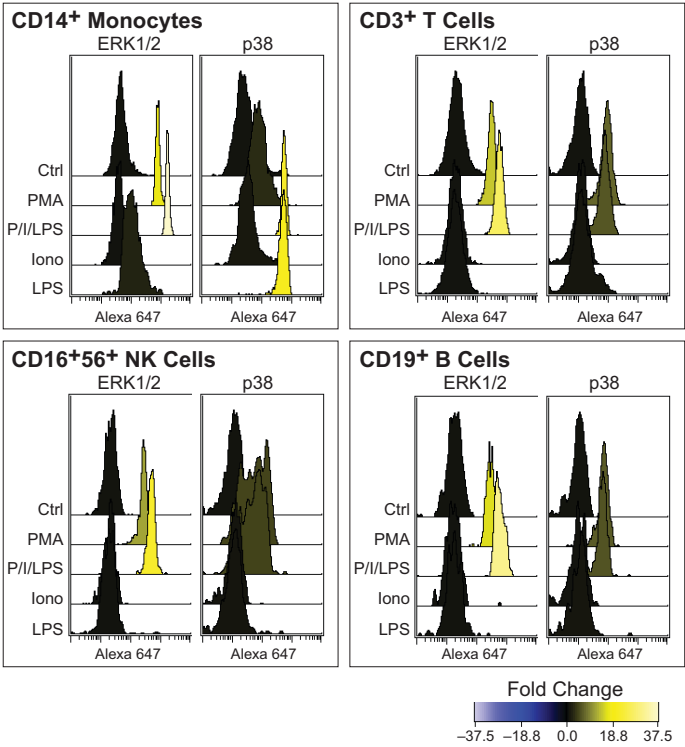 CD14+ Monocytes
ERK1/2 p38
Ctrl
PMA
P/I/LPS
Iono
LPS
Alexa 647 Alexa 647
CD3+ T Cells
ERK1/2 p38
Ctrl
PMA
P/I/LPS
Iono
LPS
Alexa 647 Alexa 647
CD16+56+ NK Cells
ERK1/2 p38
Ctrl
PMA
P/I/LPS
Iono
LPS
Alexa 647 Alexa 647
CD19+ B Cells
ERK1/2 p38
Ctrl
PMA
P/I/LPS
Iono
LPS
Alexa 647 Alexa 647
Fold Change
−37.5 −18.8 0.0 18.8 37.5